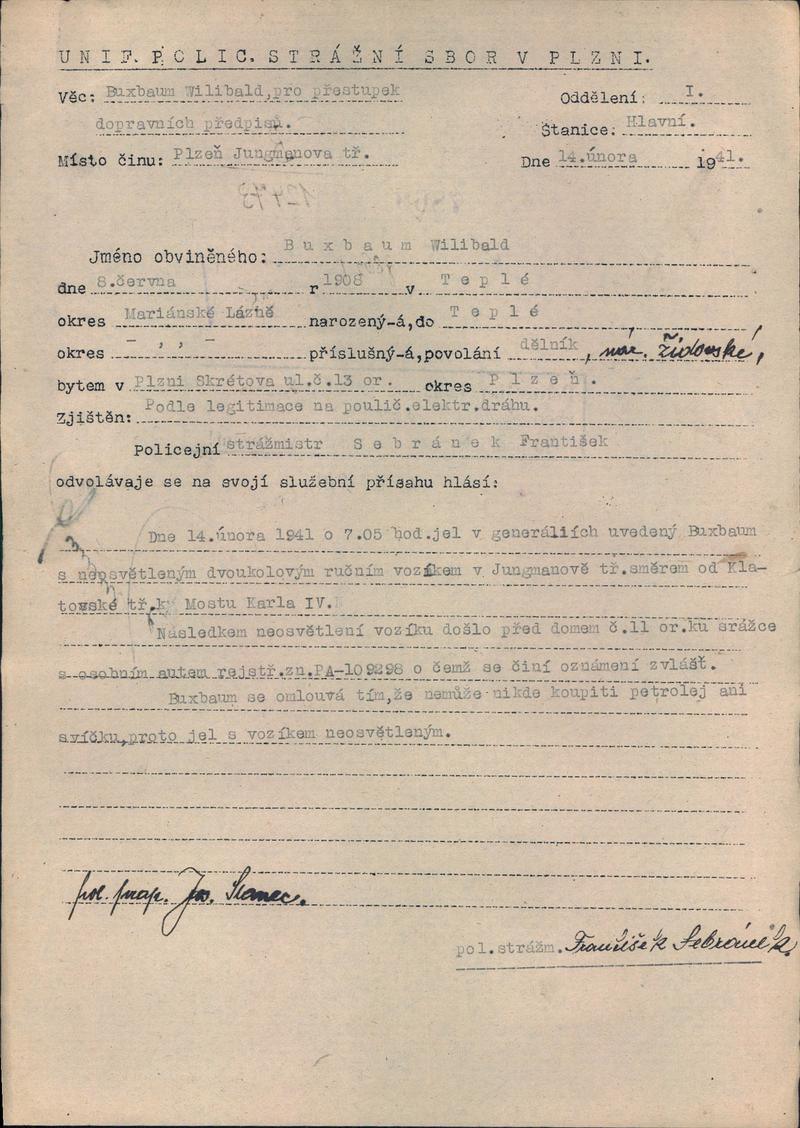 UNIF. POLIC. STRÁŽNÍ SBOR V PLZNI.
Věc: Buxbaum Wilibald,pro přestupek
Oddělení: I.
dopravních předpisů.
Stanice: Hlavní.
Místo činu: Plzeň Jungmanova tř.
Dne 14.února 1941.
Jméno obviněného: Buxbaum Wilibald
dne 8.června r 1908 v Teplé
okres Mariánské Lázně narozený-á,do Teplé
okres - ,, - příslušný-á,povolání dělník, nár. židovské,
bytem v Plzni Skrétova ul.č.13 or. okres Plzeň.
Zjištěn: Podle legitimace na poulič.elektr.dráhu.
Policejní strážmistr Sebránek František
odvolávaje se na svojí služební přísahu hlásí:
Dne 14.února 1941 o 7.05 hod.jel v generáliích uvedený Buxbaum
s neosvětleným dvoukolovým ručním vozíkem v Jungmanově tř.směrem od Kla-
tovské tř.k Mostu Karla IV.
Následkem neosvětlení vozíku došlo před domem č.11 or.ku srážce
s osobním autem rejstř.zn.PA-109298 o čemž se činí oznámení zvlášť.
Buxbaum se omlouvá tím,že nemůže nikde koupiti petrolej ani
svíčku,proto jel s vozíkem neosvětleným.
pol. prap. Jos.
pol.strážm. František Sebránek.